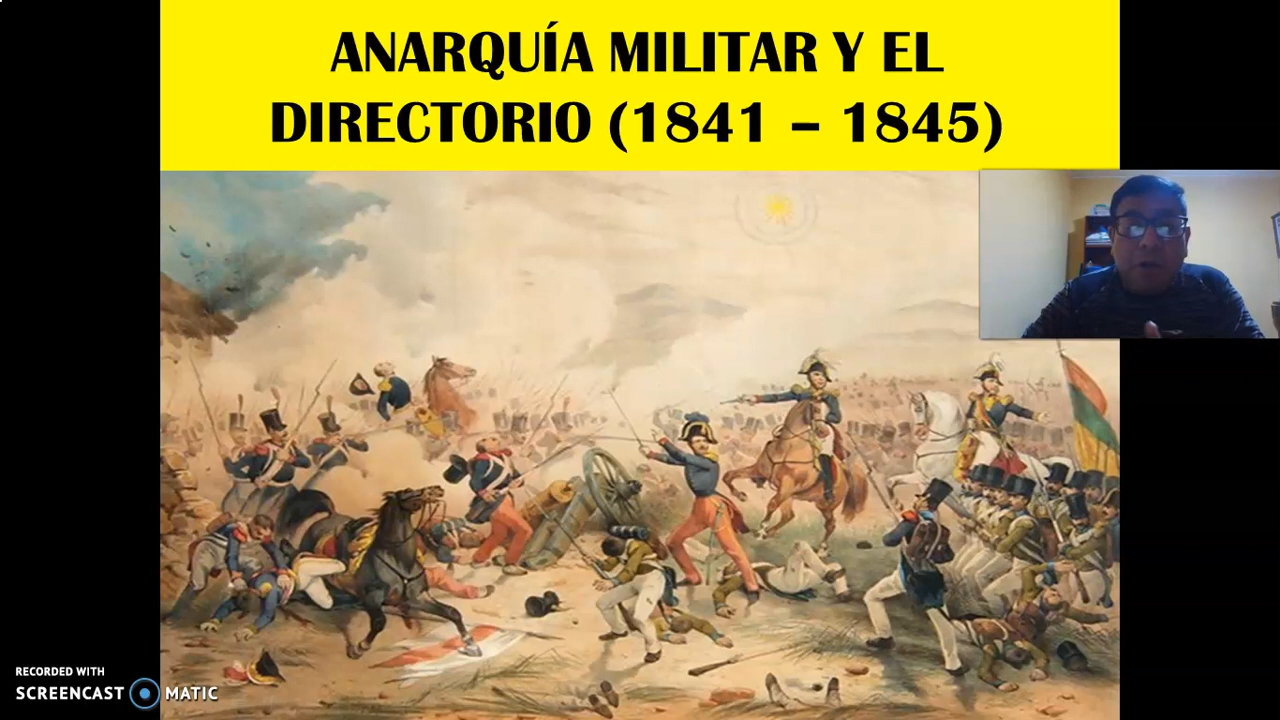 ANARQUÍA MILITAR Y EL
DIRECTORIO (1841 – 1845)
RECORDED WITH
SCREENCAST MATIC